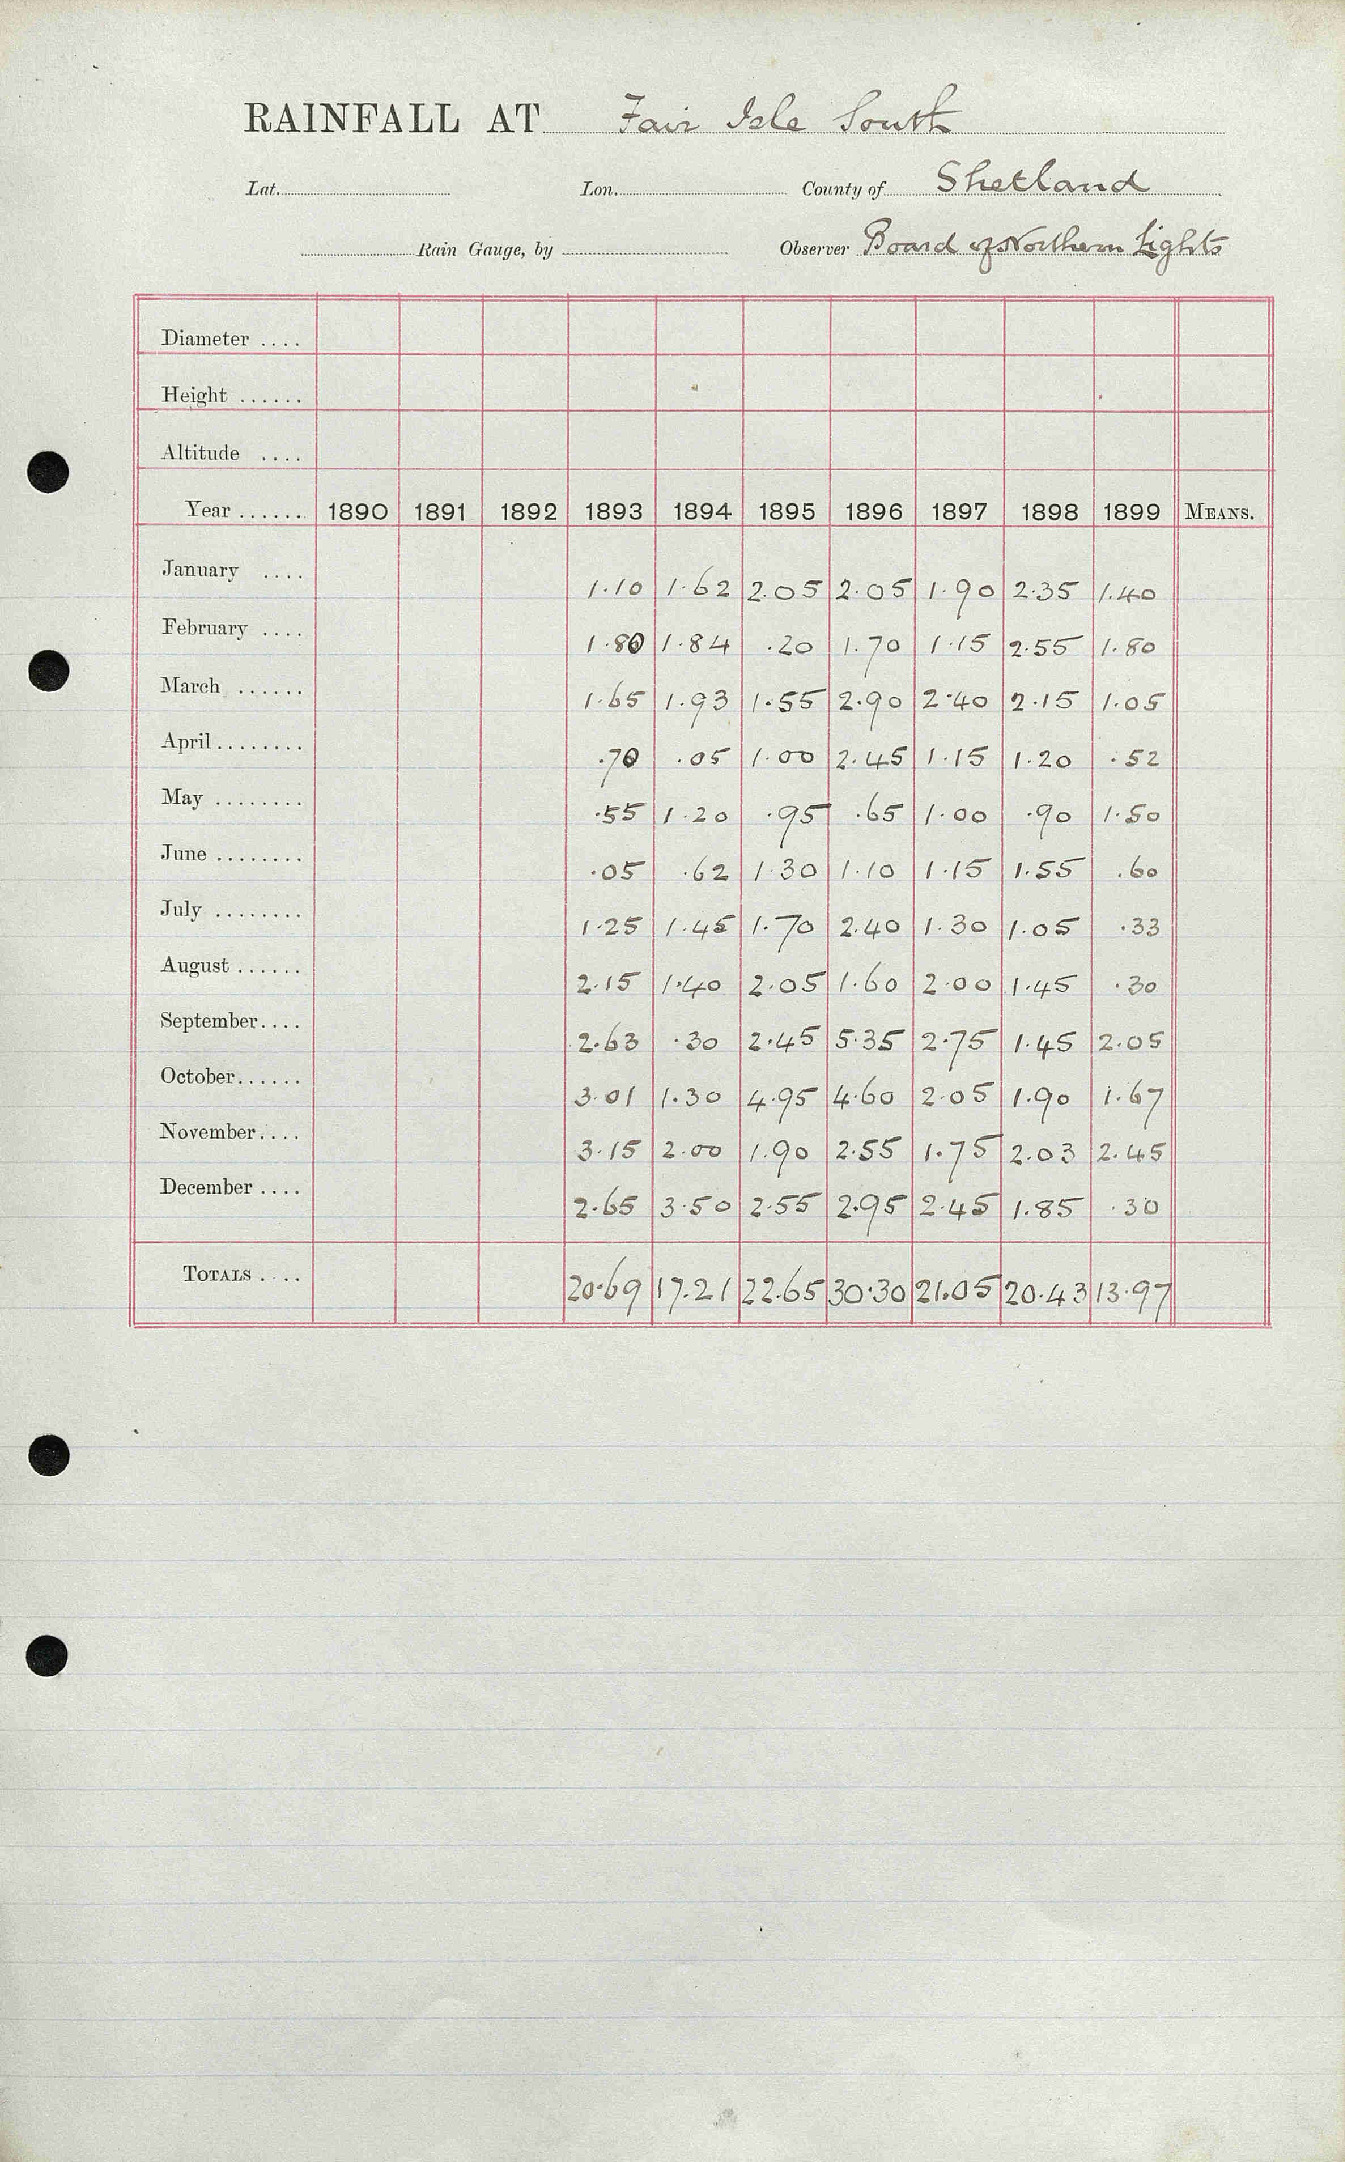 RAINFALL AT Fair Isle South
Lat. Lon. County of Shetland
Rain Gauge, by Observer Board of Northern Lights
Diameter ....
Height ......
Altitude ....
Year ...... 1890 1891 1892 1893 1894 1895 1896 1897 1898 1899 MEANS.
January .... 1.10 1.62 2.05 2.05 1.90 2.35 1.40
February .... 1.80 1.84 .20 1.70 1.15 2.55 1.80
March ...... 1.65 1.93 1.55 2.90 2.40 2.15 1.05
April ........ .70 .05 1.00 2.45 1.15 1.20 .52
May ........ .55 1.20 .95 .65 1.00 .90 1.50
June ........ .05 .62 1.30 1.10 1.15 1.55 .60
July ........ 1.25 1.45 1.70 2.40 1.30 1.05 .33
August ...... 2.15 1.40 2.05 1.60 2.00 1.45 .30
September .... 2.63 .30 2.45 5.35 2.75 1.45 2.05
October ...... 3.01 1.30 4.95 4.60 2.05 1.90 1.67
November .... 3.15 2.00 1.90 2.55 1.75 2.03 2.45
December .... 2.65 3.50 2.55 2.95 2.45 1.85 .30
TOTALS .... 20.69 17.21 22.65 30.30 21.05 20.43 13.97